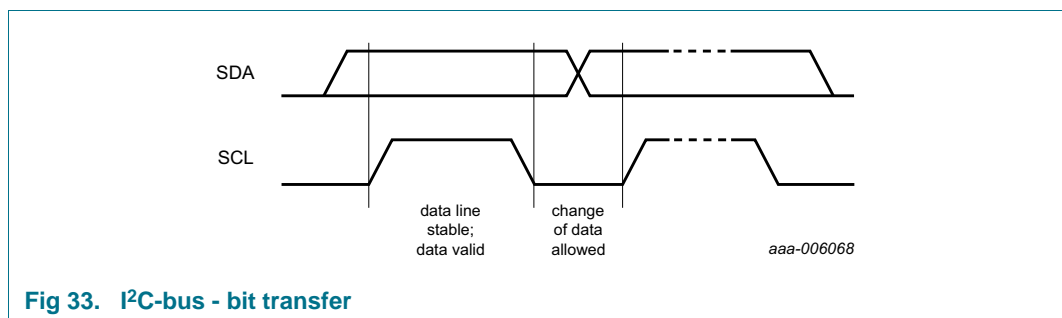 SDA
SCL
data line
stable;
data valid
change
of data
allowed
aaa-006068
Fig 33. I²C-bus - bit transfer